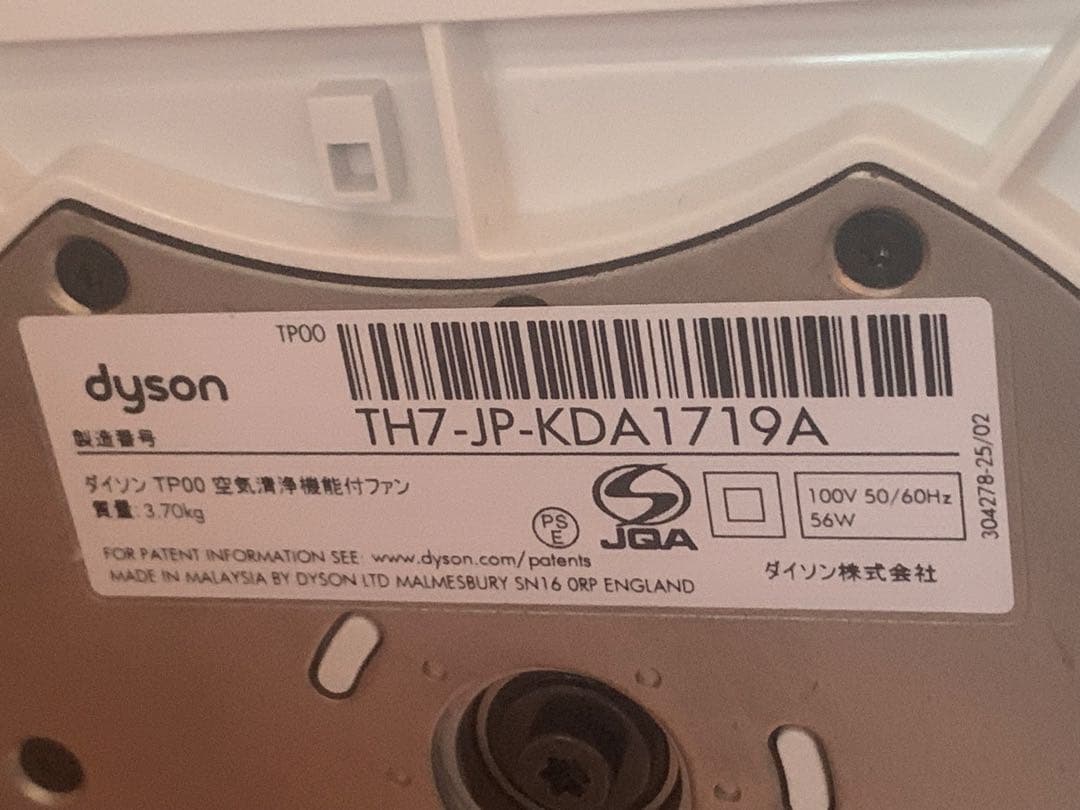 TP00
dyson
製造番号
TH7-JP-KDA1719A
ダイソン TP00 空気清浄機能付ファン
質量: 3.70kg
PS
E
JQA
100V 50/60Hz
56W
FOR PATENT INFORMATION SEE: www.dyson.com/patents
MADE IN MALAYSIA BY DYSON LTD MALMESBURY SN16 0RP ENGLAND
ダイソン株式会社
304278-25/02